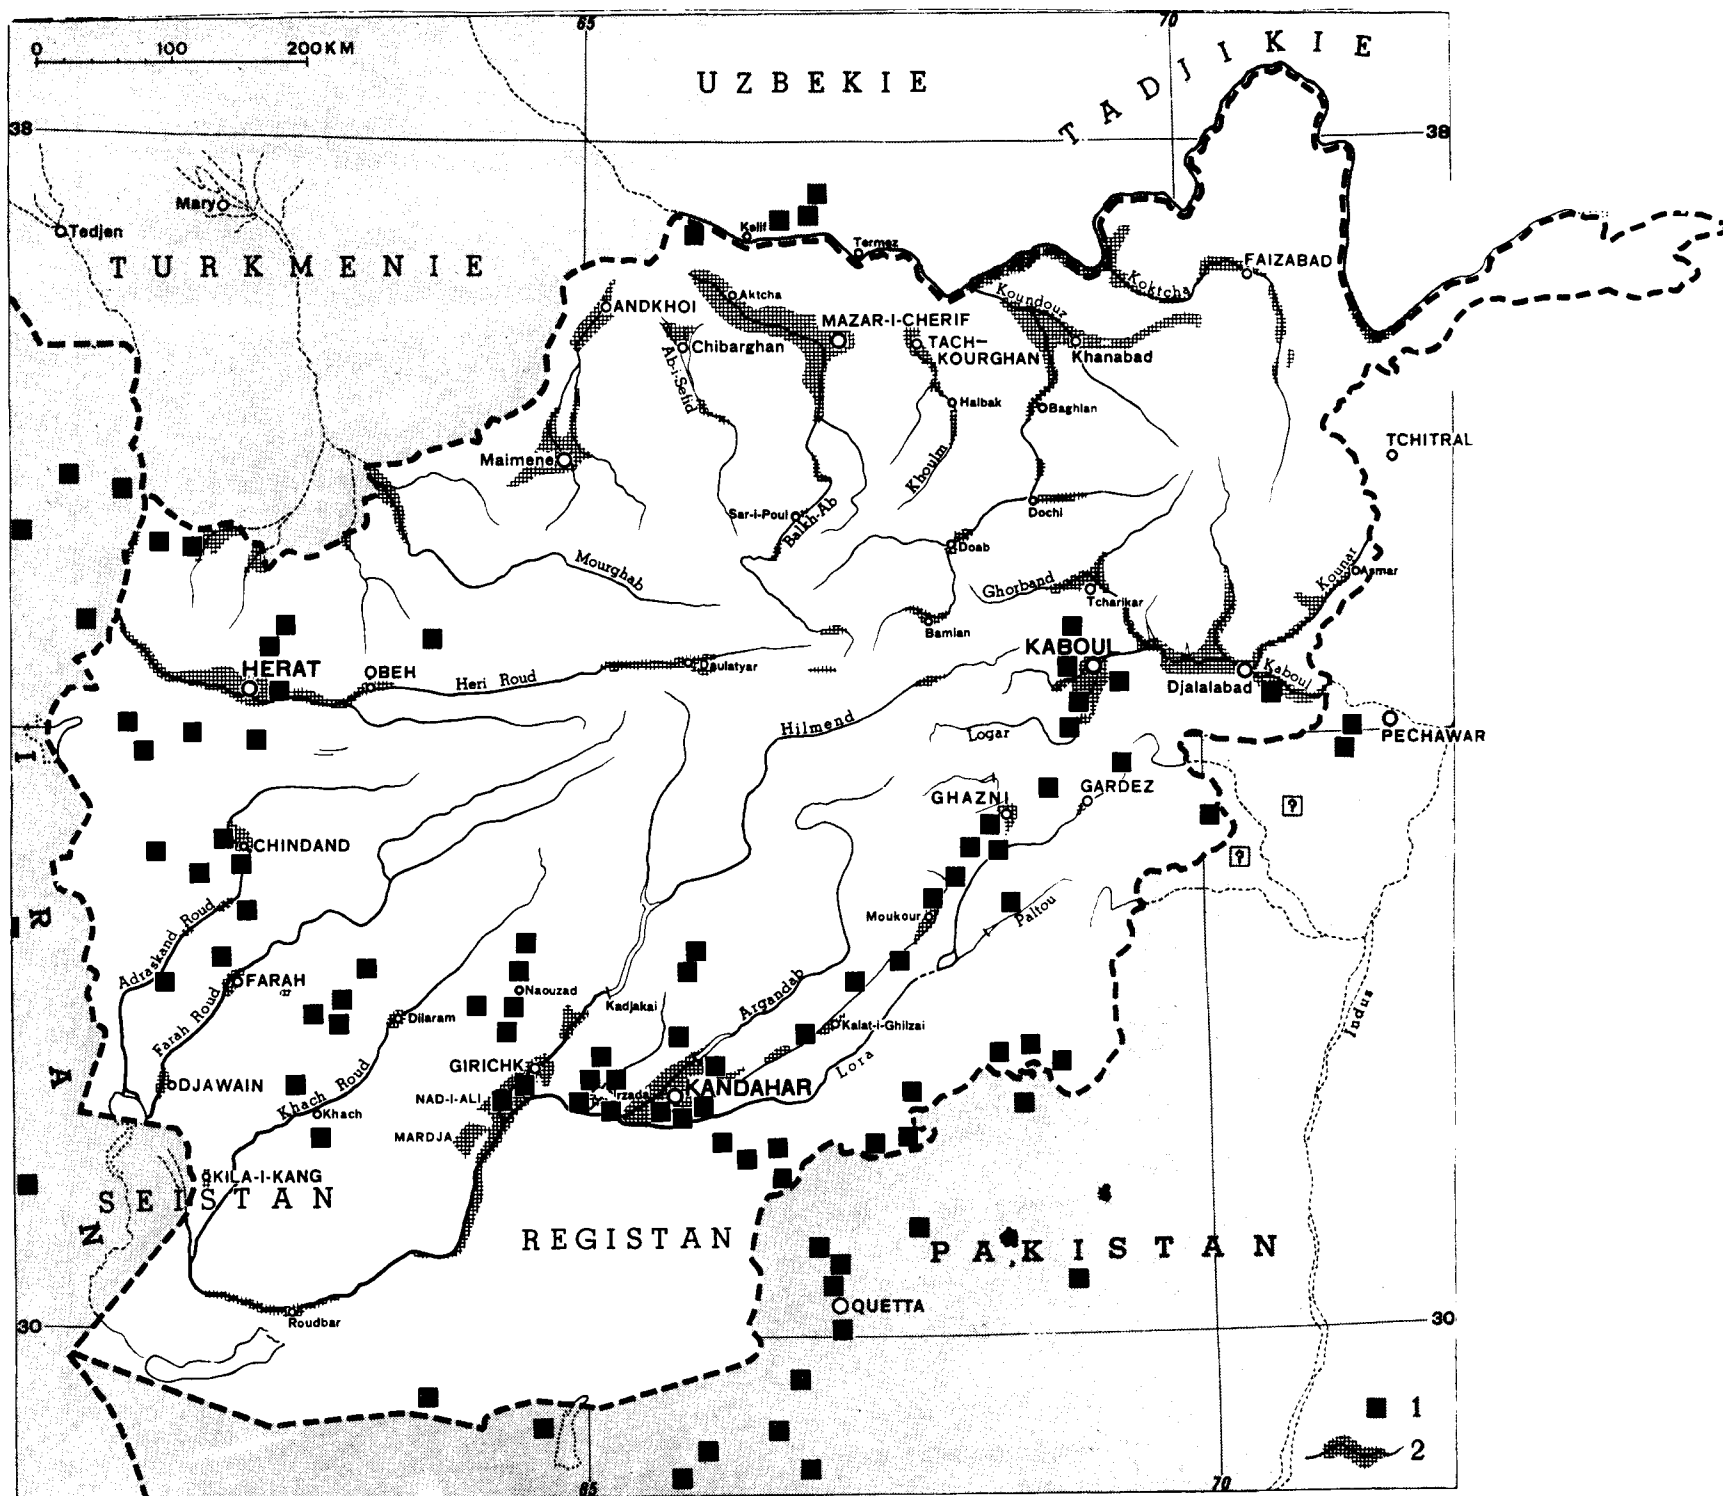 65
70
0 100 200 KM
UZBEKIE
TADJIKIE
38
38
Mary
Tedjen
TURKMENIE
Kelif
Termez
FAIZABAD
Koktcha
Koundouz
Aktcha
ANDKHOI
MAZAR-I-CHERIF
TACH-
KOURGHAN
Khanabad
Chibarghan
Ab-i-Sefid
Haibak
Baghlan
TCHITRAL
Maimene
Khoulm
Sar-i-Poul
Balkh-Ab
Dochi
Doab
Mourghab
Ghorband
Tcharikar
Kounar
Asmar
Bamian
KABOUL
HERAT
OBEH
Heri Roud
Daulatyar
Djalalabad
Kaboul
Hilmend
Logar
PECHAWAR
GHAZNI
GARDEZ
?
?
CHINDAND
Moukour
Paltou
Adraskand Roud
FARAH
Farah Roud
Naouzad
Kadjakai
Argandab
Dilaram
Kalat-i-Ghilzai
Indus
GIRICHK
Lora
DJAWAIN
Khach Roud
Khach
NAD-I-ALI
KANDAHAR
MARDJA
KILA-I-KANG
SEISTAN
IRAN
REGISTAN
PAKISTAN
QUETTA
30
30
Roudbar
1
2
65
70